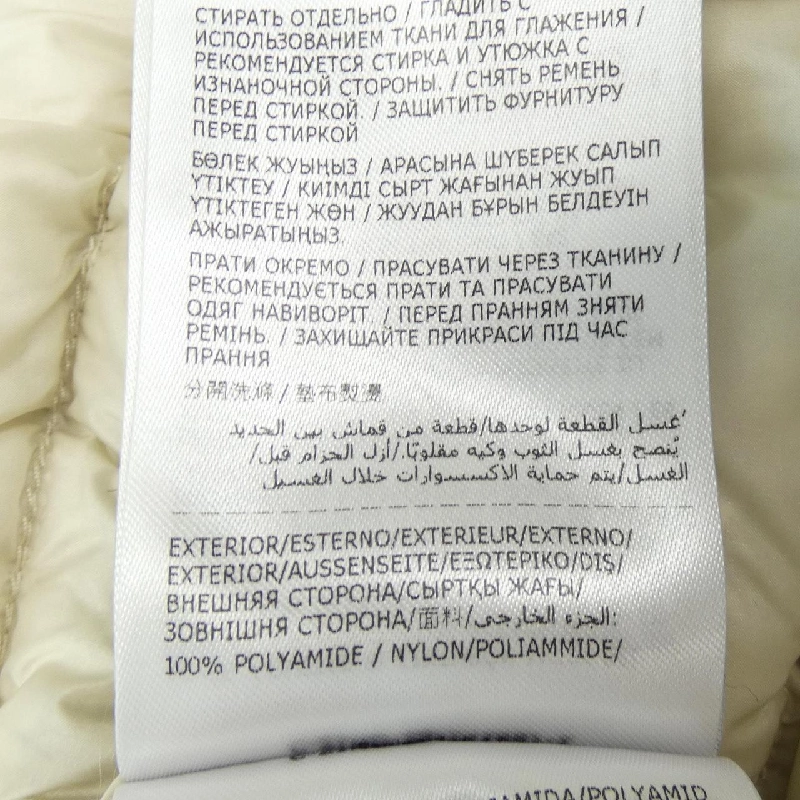 СТИРАТЬ ОТДЕЛЬНО / ГЛАДИТЬ С
ИСПОЛЬЗОВАНИЕМ ТКАНИ ДЛЯ ГЛАЖЕНИЯ /
РЕКОМЕНДУЕТСЯ СТИРКА И УТЮЖКА С
ИЗНАНОЧНОЙ СТОРОНЫ. / СНЯТЬ РЕМЕНЬ
ПЕРЕД СТИРКОЙ. / ЗАЩИТИТЬ ФУРНИТУРУ
ПЕРЕД СТИРКОЙ
БӨЛЕК ЖУЫҢЫЗ / АРАСЫНА ШҮБЕРЕК САЛЫП
ҮТІКТЕУ / КИІМДІ СЫРТ ЖАҒЫНАН ЖУЫП
ҮТІКТЕГЕН ЖӨН / ЖУУДАН БҰРЫН БЕЛДЕУІН
АЖЫРАТЫҢЫЗ.
ПРАТИ ОКРЕМО / ПРАСУВАТИ ЧЕРЕЗ ТКАНИНУ /
РЕКОМЕНДУЄТЬСЯ ПРАТИ ТА ПРАСУВАТИ
ОДЯГ НАВИВОРІТ. / ПЕРЕД ПРАННЯМ ЗНЯТИ
РЕМІНЬ. / ЗАХИЩАЙТЕ ПРИКРАСИ ПІД ЧАС
ПРАННЯ
分開洗滌 / 墊布熨燙
غسل القطعة لوحدها/قطعة من قماش بين الحديد
يُنصح بغسل الثوب وكيه مقلوبًا./أزل الحزام قبل/
الغسل/يتم حماية الاكسسوارات خلال الغسيل
EXTERIOR/ESTERNO/EXTERIEUR/EXTERNO/
EXTERIOR/AUSSENSEITE/ΕΞΩΤΕΡΙΚΟ/DIŞ/
ВНЕШНЯЯ СТОРОНА/СЫРТҚЫ ЖАҒЫ/
ЗОВНІШНЯ СТОРОНА/面料/الجزء الخارجي:
100% POLYAMIDE / NYLON/POLIAMMIDE/